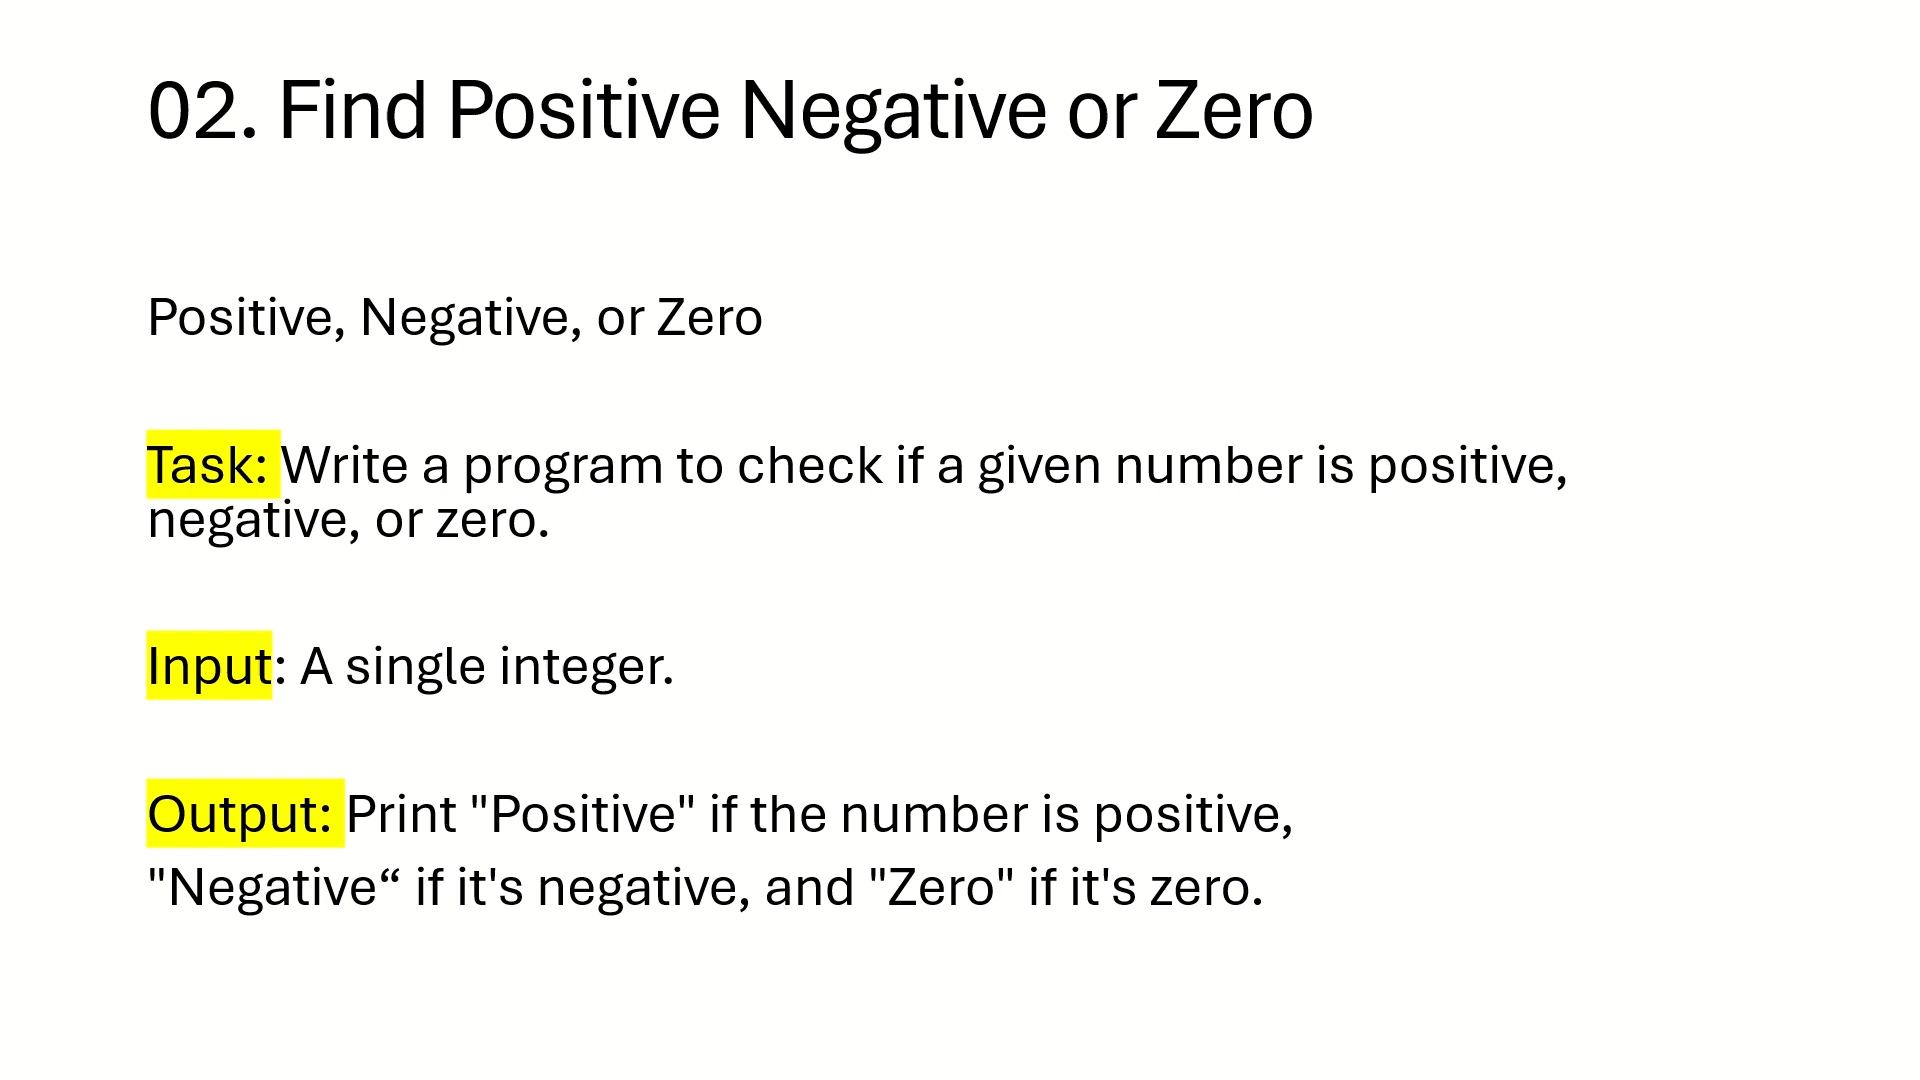 02. Find Positive Negative or Zero
Positive, Negative, or Zero
Task: Write a program to check if a given number is positive,
negative, or zero.
Input: A single integer.
Output: Print "Positive" if the number is positive,
"Negative“ if it's negative, and "Zero" if it's zero.